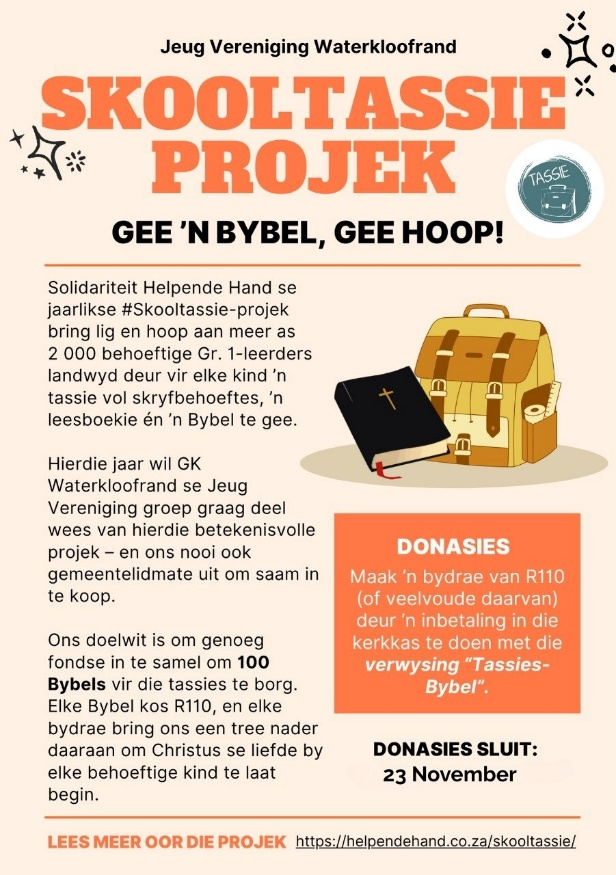 Jeug Vereniging Waterkloofrand
SKOOLTASSIE
PROJEK
TASSIE
GEE 'N BYBEL, GEE HOOP!
Solidariteit Helpende Hand se
jaarlikse #Skooltassie-projek
bring lig en hoop aan meer as
2 000 behoeftige Gr. 1-leerders
landwyd deur vir elke kind 'n
tassie vol skryfbehoeftes, 'n
leesboekie én 'n Bybel te gee.
Hierdie jaar wil GK
Waterkloofrand se Jeug
Vereniging groep graag deel
wees van hierdie betekenisvolle
projek – en ons nooi ook
gemeentelidmate uit om saam in
te koop.
Ons doelwit is om genoeg
fondse in te samel om 100
Bybels vir die tassies te borg.
Elke Bybel kos R110, en elke
bydrae bring ons een tree nader
daaraan om Christus se liefde by
elke behoeftige kind te laat
begin.
DONASIES
Maak 'n bydrae van R110
(of veelvoude daarvan)
deur 'n inbetaling in die
kerkkas te doen met die
verwysing "Tassies-
Bybel".
DONASIES SLUIT:
23 November
LEES MEER OOR DIE PROJEK https://helpendehand.co.za/skooltassie/